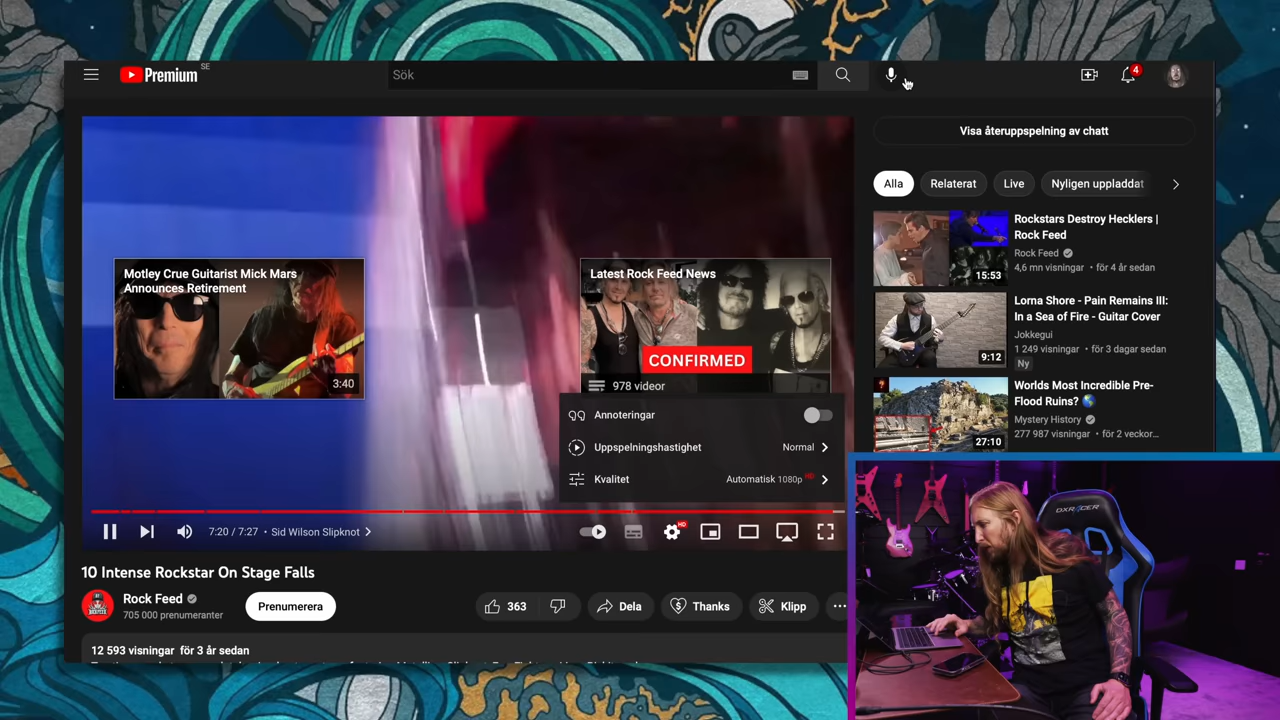 Premium SE
Sök
4
Visa återuppspelning av chatt
Alla
Relaterat
Live
Nyligen uppladdat
Rockstars Destroy Hecklers |
Rock Feed
Rock Feed
4,6 mn visningar • för 4 år sedan
15:53
Lorna Shore - Pain Remains III:
In a Sea of Fire - Guitar Cover
Jokkegui
1 249 visningar • för 3 dagar sedan
Ny
9:12
Worlds Most Incredible Pre-
Flood Ruins? 🌎
Mystery History
277 987 visningar • för 2 veckor...
27:10
Motley Crue Guitarist Mick Mars
Announces Retirement
3:40
Latest Rock Feed News
CONFIRMED
978 videor
Annoteringar
Uppspelningshastighet Normal
Kvalitet Automatisk 1080p HD
7:20 / 7:27 • Sid Wilson Slipknot
HD
10 Intense Rockstar On Stage Falls
Rock Feed
705 000 prenumeranter
Prenumerera
363
Dela
Thanks
Klipp
12 593 visningar för 3 år sedan
DXRACER